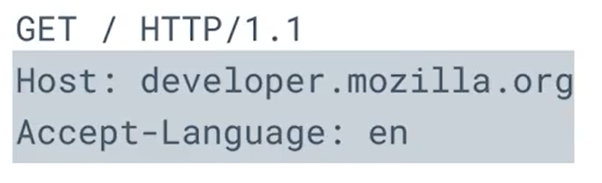 GET / HTTP/1.1
Host: developer.mozilla.org
Accept-Language: en